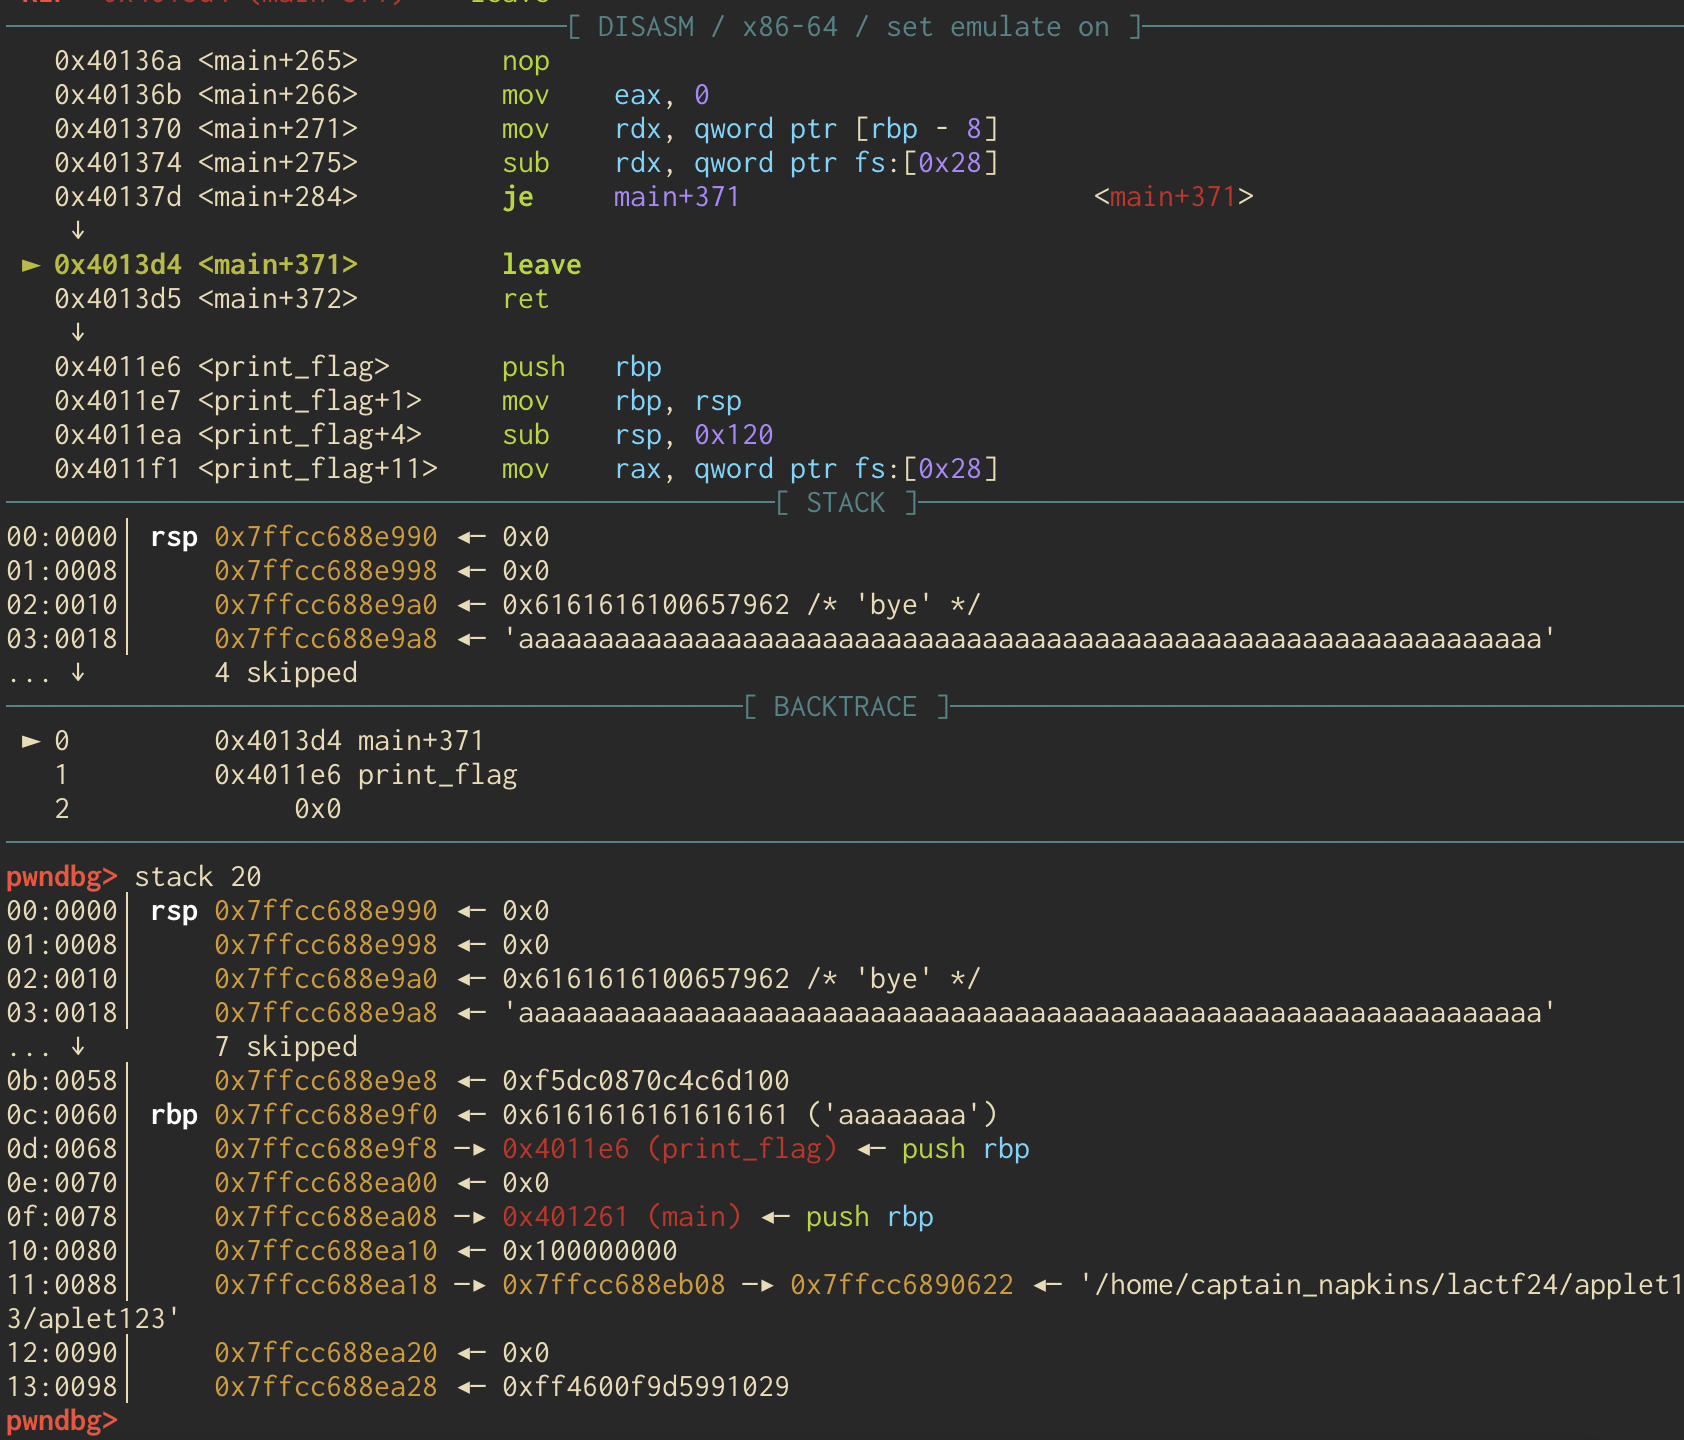 [ DISASM / x86-64 / set emulate on ]
0x40136a <main+265> nop
0x40136b <main+266> mov eax, 0
0x401370 <main+271> mov rdx, qword ptr [rbp - 8]
0x401374 <main+275> sub rdx, qword ptr fs:[0x28]
0x40137d <main+284> je main+371 <main+371>
↓
► 0x4013d4 <main+371> leave
0x4013d5 <main+372> ret
↓
0x4011e6 <print_flag> push rbp
0x4011e7 <print_flag+1> mov rbp, rsp
0x4011ea <print_flag+4> sub rsp, 0x120
0x4011f1 <print_flag+11> mov rax, qword ptr fs:[0x28]
[ STACK ]
00:0000│ rsp 0x7ffcc688e990 ◂— 0x0
01:0008│ 0x7ffcc688e998 ◂— 0x0
02:0010│ 0x7ffcc688e9a0 ◂— 0x6161616100657962 /* 'bye' */
03:0018│ 0x7ffcc688e9a8 ◂— 'aaaaaaaaaaaaaaaaaaaaaaaaaaaaaaaaaaaaaaaaaaaaaaaaaaaaaaaaaaaaaaaa'
... ↓ 4 skipped
[ BACKTRACE ]
► 0 0x4013d4 main+371
1 0x4011e6 print_flag
2 0x0
pwndbg> stack 20
00:0000│ rsp 0x7ffcc688e990 ◂— 0x0
01:0008│ 0x7ffcc688e998 ◂— 0x0
02:0010│ 0x7ffcc688e9a0 ◂— 0x6161616100657962 /* 'bye' */
03:0018│ 0x7ffcc688e9a8 ◂— 'aaaaaaaaaaaaaaaaaaaaaaaaaaaaaaaaaaaaaaaaaaaaaaaaaaaaaaaaaaaaaaaa'
... ↓ 7 skipped
0b:0058│ 0x7ffcc688e9e8 ◂— 0xf5dc0870c4c6d100
0c:0060│ rbp 0x7ffcc688e9f0 ◂— 0x6161616161616161 ('aaaaaaaa')
0d:0068│ 0x7ffcc688e9f8 —▸ 0x4011e6 (print_flag) ◂— push rbp
0e:0070│ 0x7ffcc688ea00 ◂— 0x0
0f:0078│ 0x7ffcc688ea08 —▸ 0x401261 (main) ◂— push rbp
10:0080│ 0x7ffcc688ea10 ◂— 0x100000000
11:0088│ 0x7ffcc688ea18 —▸ 0x7ffcc688eb08 —▸ 0x7ffcc6890622 ◂— '/home/captain_napkins/lactf24/applet1
3/aplet123'
12:0090│ 0x7ffcc688ea20 ◂— 0x0
13:0098│ 0x7ffcc688ea28 ◂— 0xff4600f9d5991029
pwndbg>